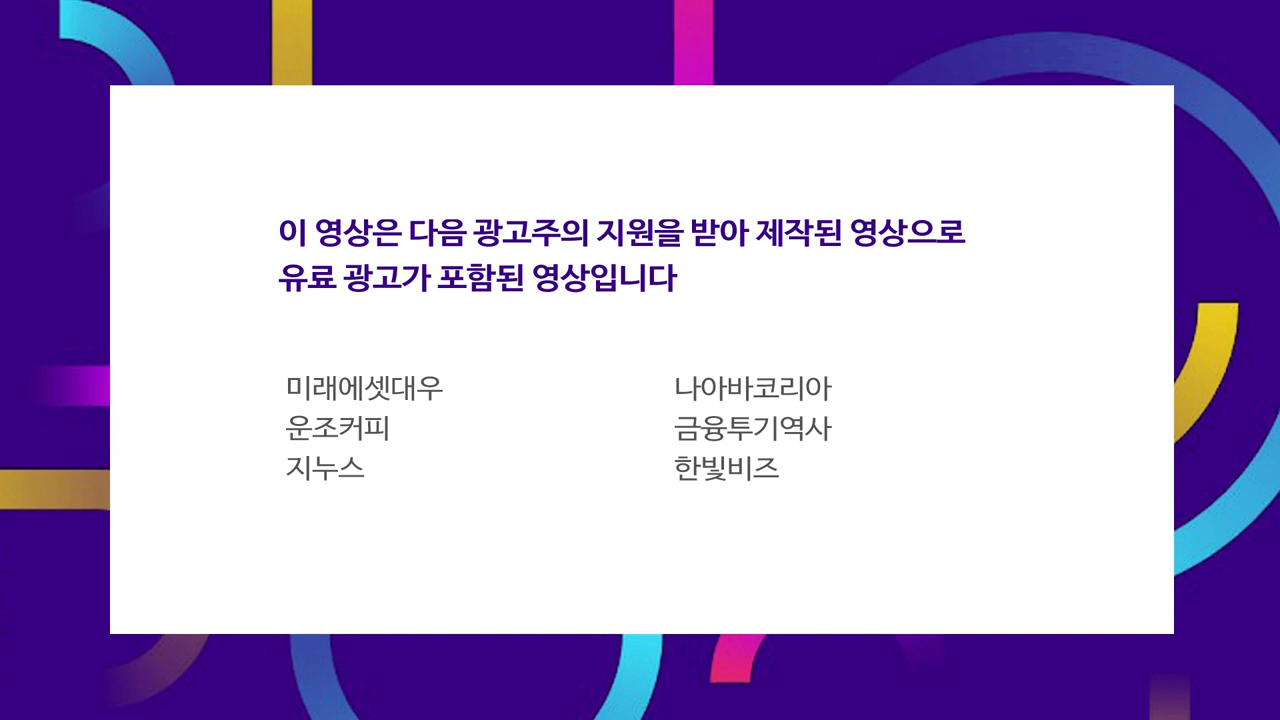 이 영상은 다음 광고주의 지원을 받아 제작된 영상으로
유료 광고가 포함된 영상입니다
미래에셋대우
운조커피
지누스
나아바코리아
금융투기역사
한빛비즈